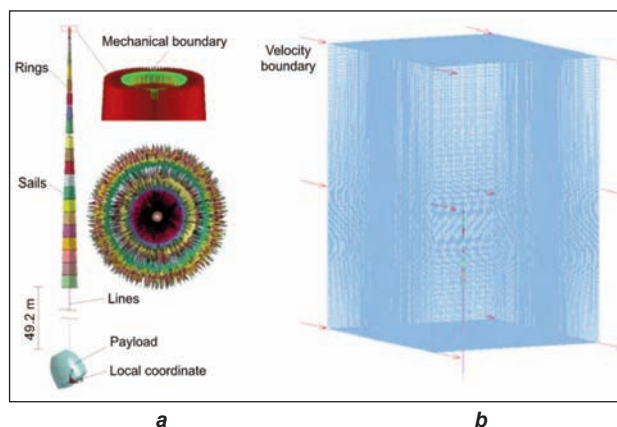 Mechanical boundary
Rings
Sails
49.2 m
Lines
Payload
Local coordinate
Velocity
boundary
a
b